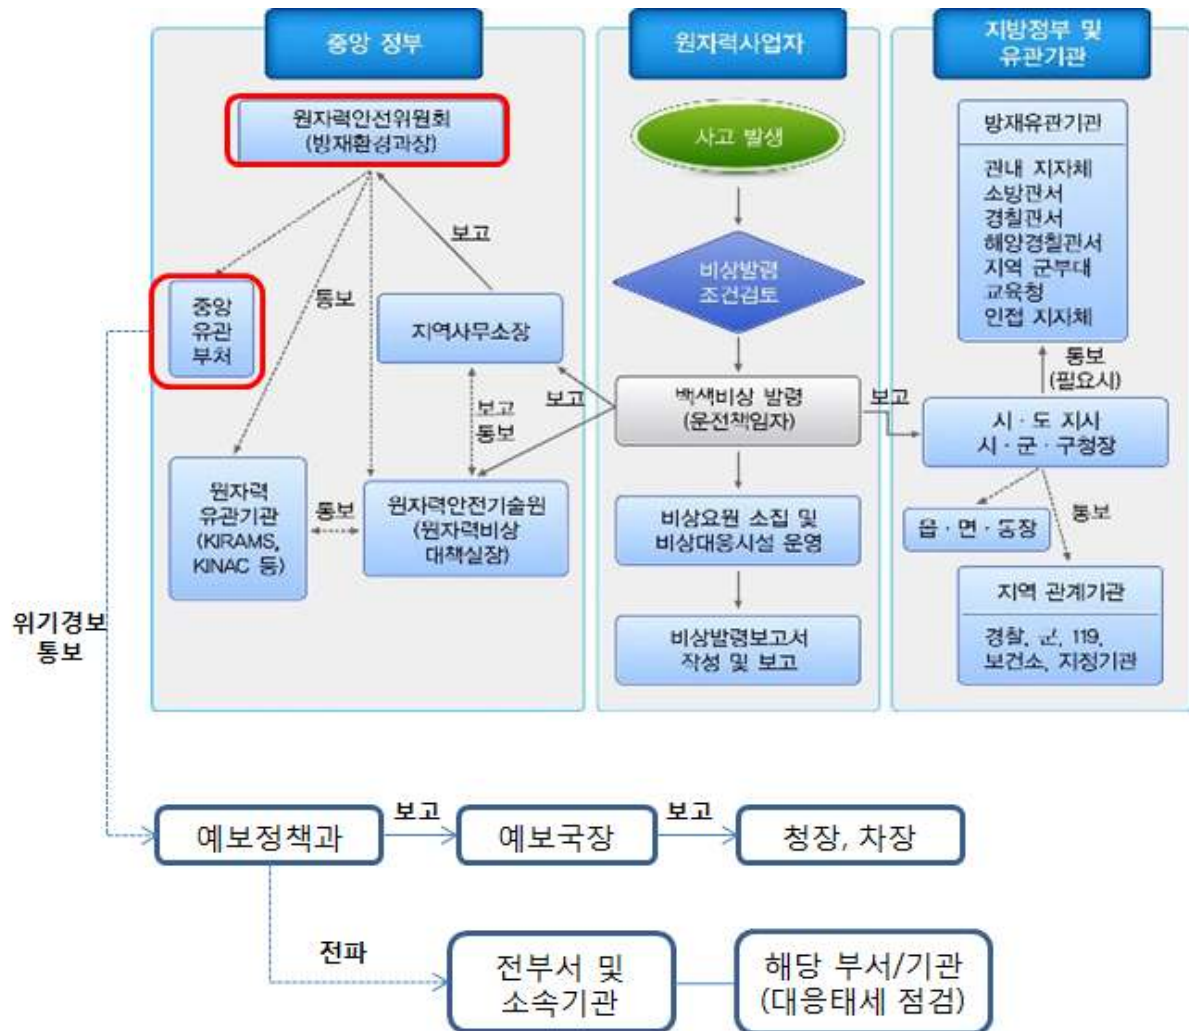 중앙 정부
원자력안전위원회
(방재환경과장)
보고
통보
중앙
유관
부처
지역사무소장
보고
통보
보고
원자력
유관기관
(KIRAMS,
KINAC 등)
통보
원자력안전기술원
(원자력비상
대책실장)
원자력사업자
사고 발생
비상발령
조건검토
백색비상 발령
(운전책임자)
비상요원 소집 및
비상대응시설 운영
비상발령보고서
작성 및 보고
지방정부 및
유관기관
방재유관기관
관내 지자체
소방관서
경찰관서
해양경찰관서
지역 군부대
교육청
인접 지자체
통보
(필요시)
보고
시·도 지사
시·군·구청장
통보
읍·면·동장
지역 관계기관
경찰, 군, 119,
보건소, 지정기관
위기경보
통보
예보정책과
보고
예보국장
보고
청장, 차장
전파
전부서 및
소속기관
해당 부서/기관
(대응태세 점검)